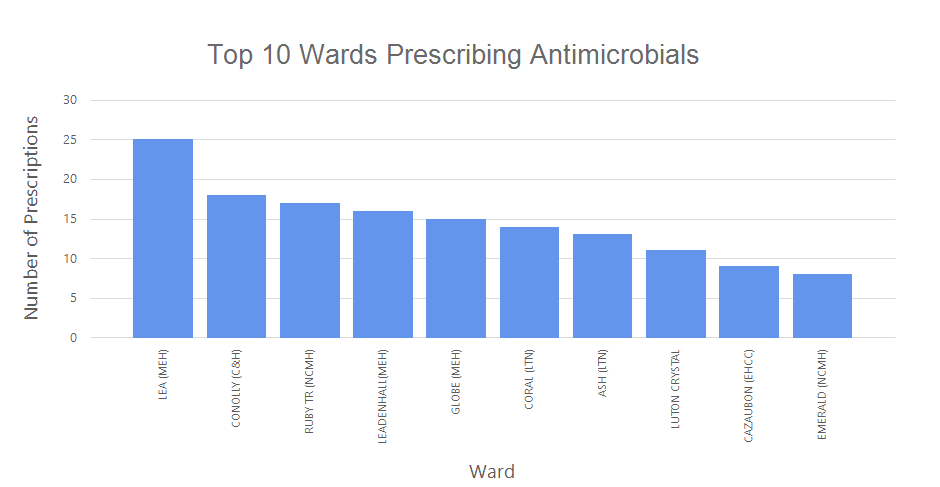 Top 10 Wards Prescribing Antimicrobials
Number of Prescriptions
30
25
20
15
10
5
0
LEA (MEH)
CONOLLY (C&H)
RUBY TR (NCMH)
LEADENHALL(MEH)
GLOBE (MEH)
CORAL (LTN)
ASH (LTN)
LUTON CRYSTAL
CAZAUBON (EHCC)
EMERALD (NCMH)
Ward